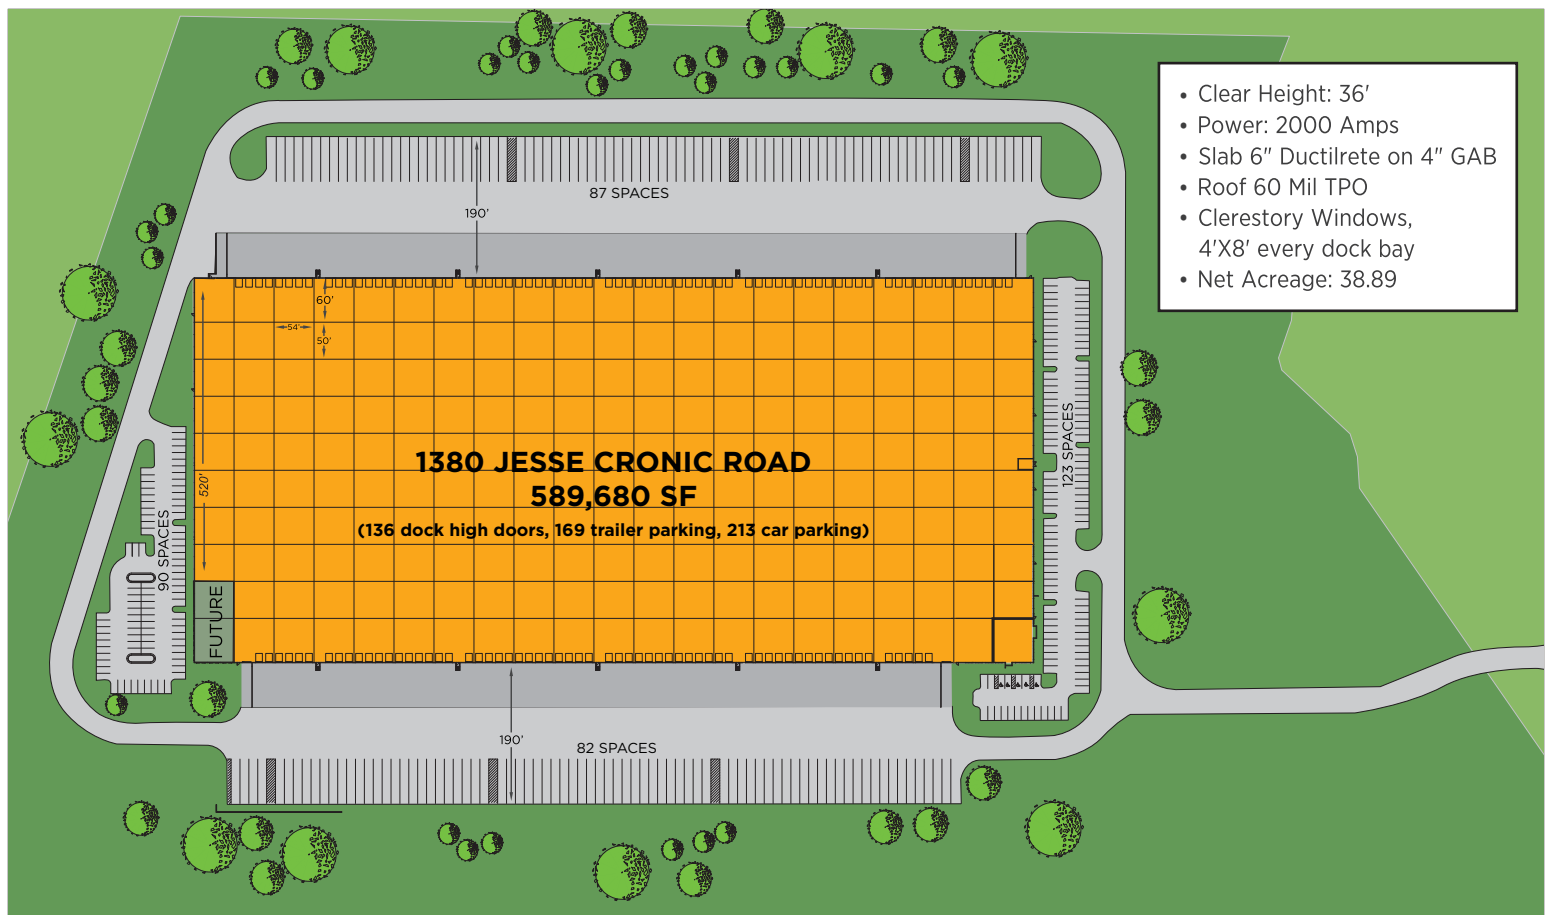 • Clear Height: 36'
• Power: 2000 Amps
• Slab 6" Ductilrete on 4" GAB
• Roof 60 Mil TPO
• Clerestory Windows,
4'X8' every dock bay
• Net Acreage: 38.89
87 SPACES
190'
60'
54'
50'
520'
1380 JESSE CRONIC ROAD
589,680 SF
(136 dock high doors, 169 trailer parking, 213 car parking)
123 SPACES
90 SPACES
FUTURE
190'
82 SPACES